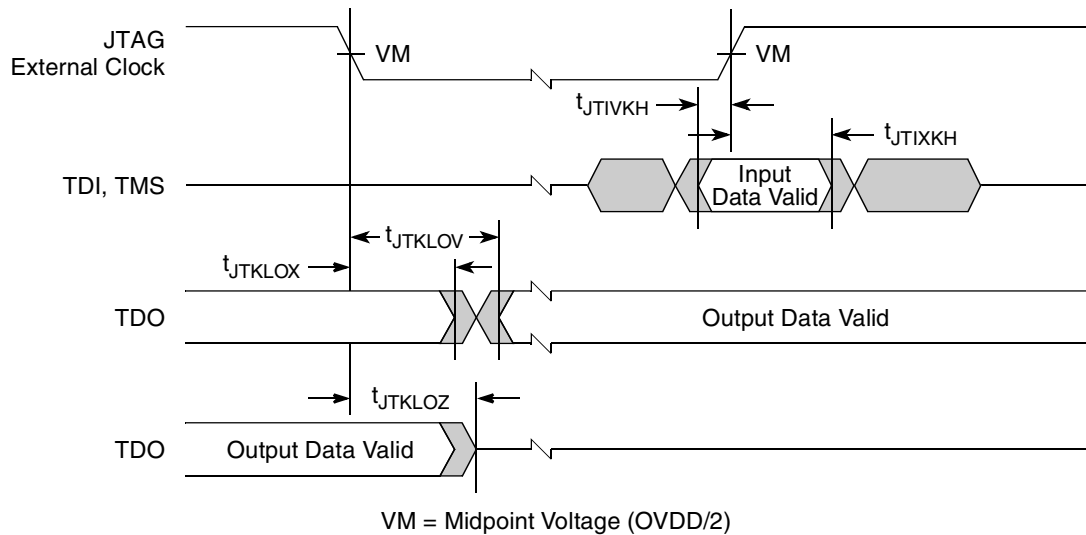 JTAG
External Clock
VM
VM
tJTIVKH
tJTIXKH
TDI, TMS
Input
Data Valid
tJTKLOV
tJTKLOX
TDO
Output Data Valid
tJTKLOZ
TDO
Output Data Valid
VM = Midpoint Voltage (OVDD/2)